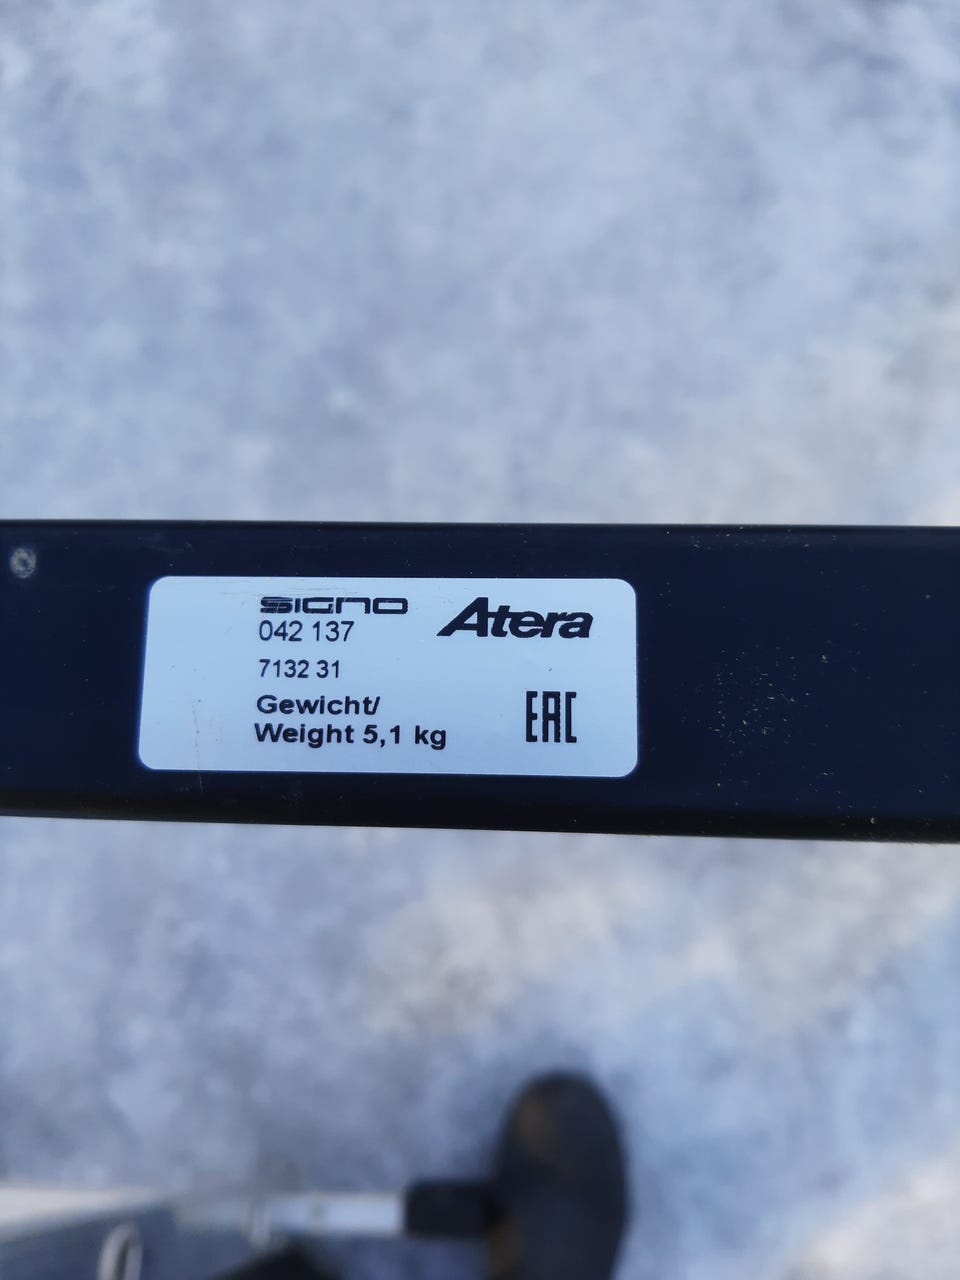 SIGNO
Atera
042 137
7132 31
Gewicht/
Weight 5,1 kg
EAC